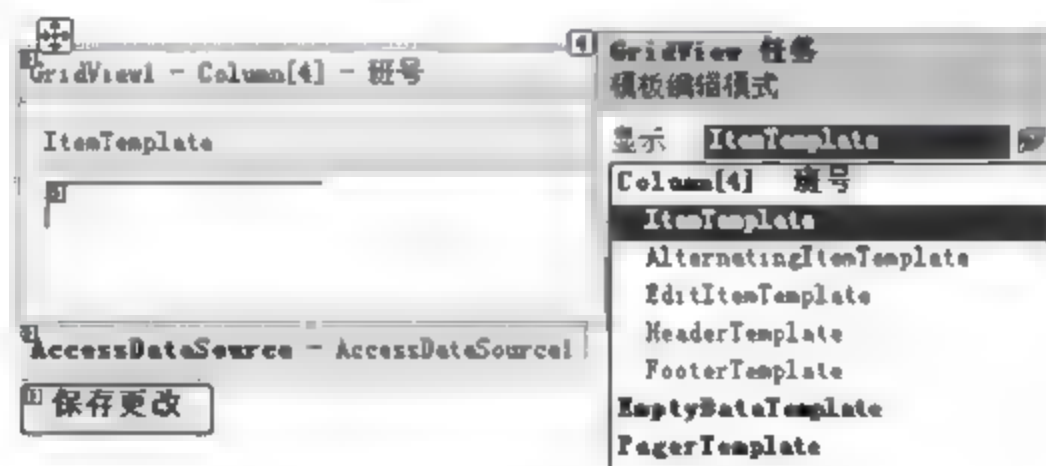 GridView1 - Column[4] - 班号
ItemTemplate
AccessDataSource - AccessDataSource1
保存更改
GridView 任务
模板编辑模式
显示 ItemTemplate
Column[4] 班号
ItemTemplate
AlternatingItemTemplate
EditItemTemplate
HeaderTemplate
FooterTemplate
EmptyDataTemplate
PagerTemplate